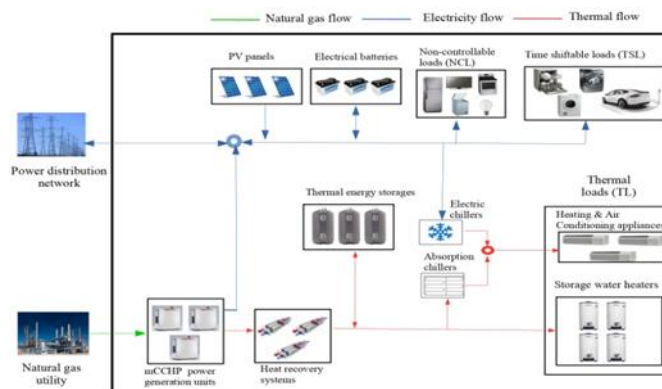 Natural gas flow
Electricity flow
Thermal flow
PV panels
Electrical batteries
Non-controllable
loads (NCL)
Time shiftable loads (TSL)
Power distribution
network
Thermal
loads (TL)
Thermal energy storages
Electric
chillers
Heating & Air
Conditioning appliances
Absorption
chillers
Storage water heaters
Natural gas
utility
mCCHP power
generation units
Heat recovery
systems